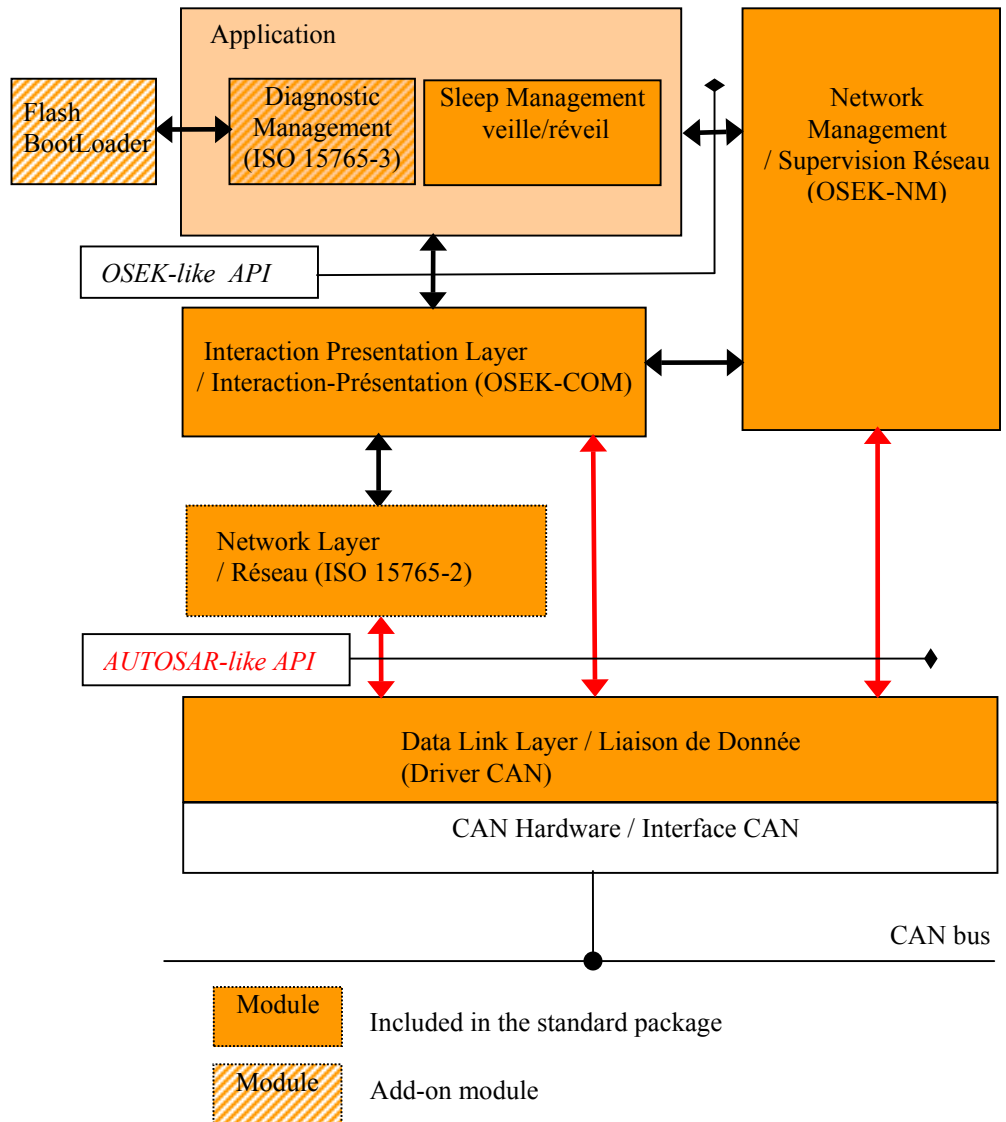 Application
Flash
BootLoader
Diagnostic
Management
(ISO 15765-3)
Sleep Management
veille/réveil
Network
Management
/ Supervision Réseau
(OSEK-NM)
OSEK-like API
Interaction Presentation Layer
/ Interaction-Présentation (OSEK-COM)
Network Layer
/ Réseau (ISO 15765-2)
AUTOSAR-like API
Data Link Layer / Liaison de Donnée
(Driver CAN)
CAN Hardware / Interface CAN
CAN bus
Module
Included in the standard package
Module
Add-on module